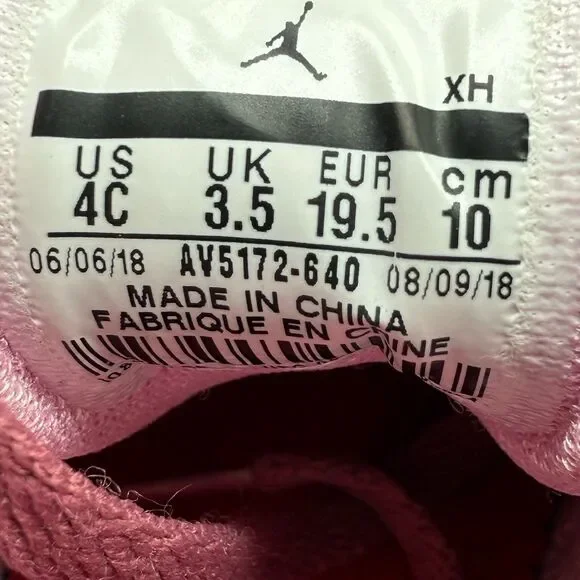 XH
US UK EUR cm
4C 3.5 19.5 10
06/06/18 AV5172-640 08/09/18
MADE IN CHINA
FABRIQUE EN CHINE